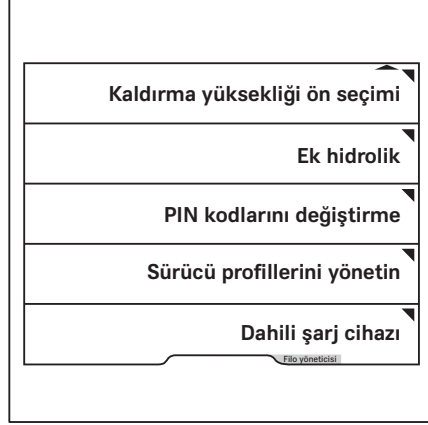 Kaldırma yüksekliği ön seçimi
Ek hidrolik
PIN kodlarını değiştirme
Sürücü profillerini yönetin
Dahili şarj cihazı
Filo yöneticisi